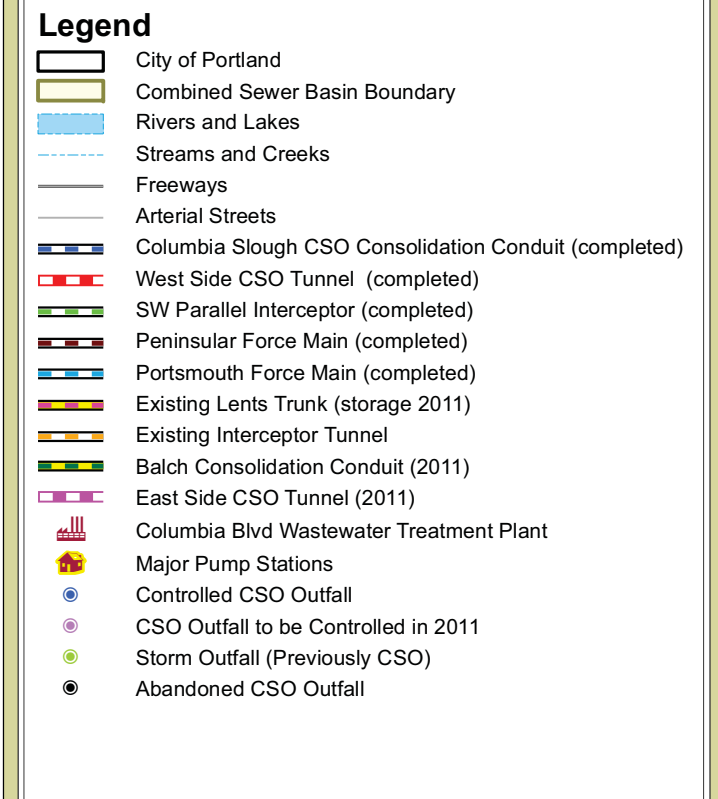 Legend
City of Portland
Combined Sewer Basin Boundary
Rivers and Lakes
Streams and Creeks
Freeways
Arterial Streets
Columbia Slough CSO Consolidation Conduit (completed)
West Side CSO Tunnel (completed)
SW Parallel Interceptor (completed)
Peninsular Force Main (completed)
Portsmouth Force Main (completed)
Existing Lents Trunk (storage 2011)
Existing Interceptor Tunnel
Balch Consolidation Conduit (2011)
East Side CSO Tunnel (2011)
Columbia Blvd Wastewater Treatment Plant
Major Pump Stations
Controlled CSO Outfall
CSO Outfall to be Controlled in 2011
Storm Outfall (Previously CSO)
Abandoned CSO Outfall